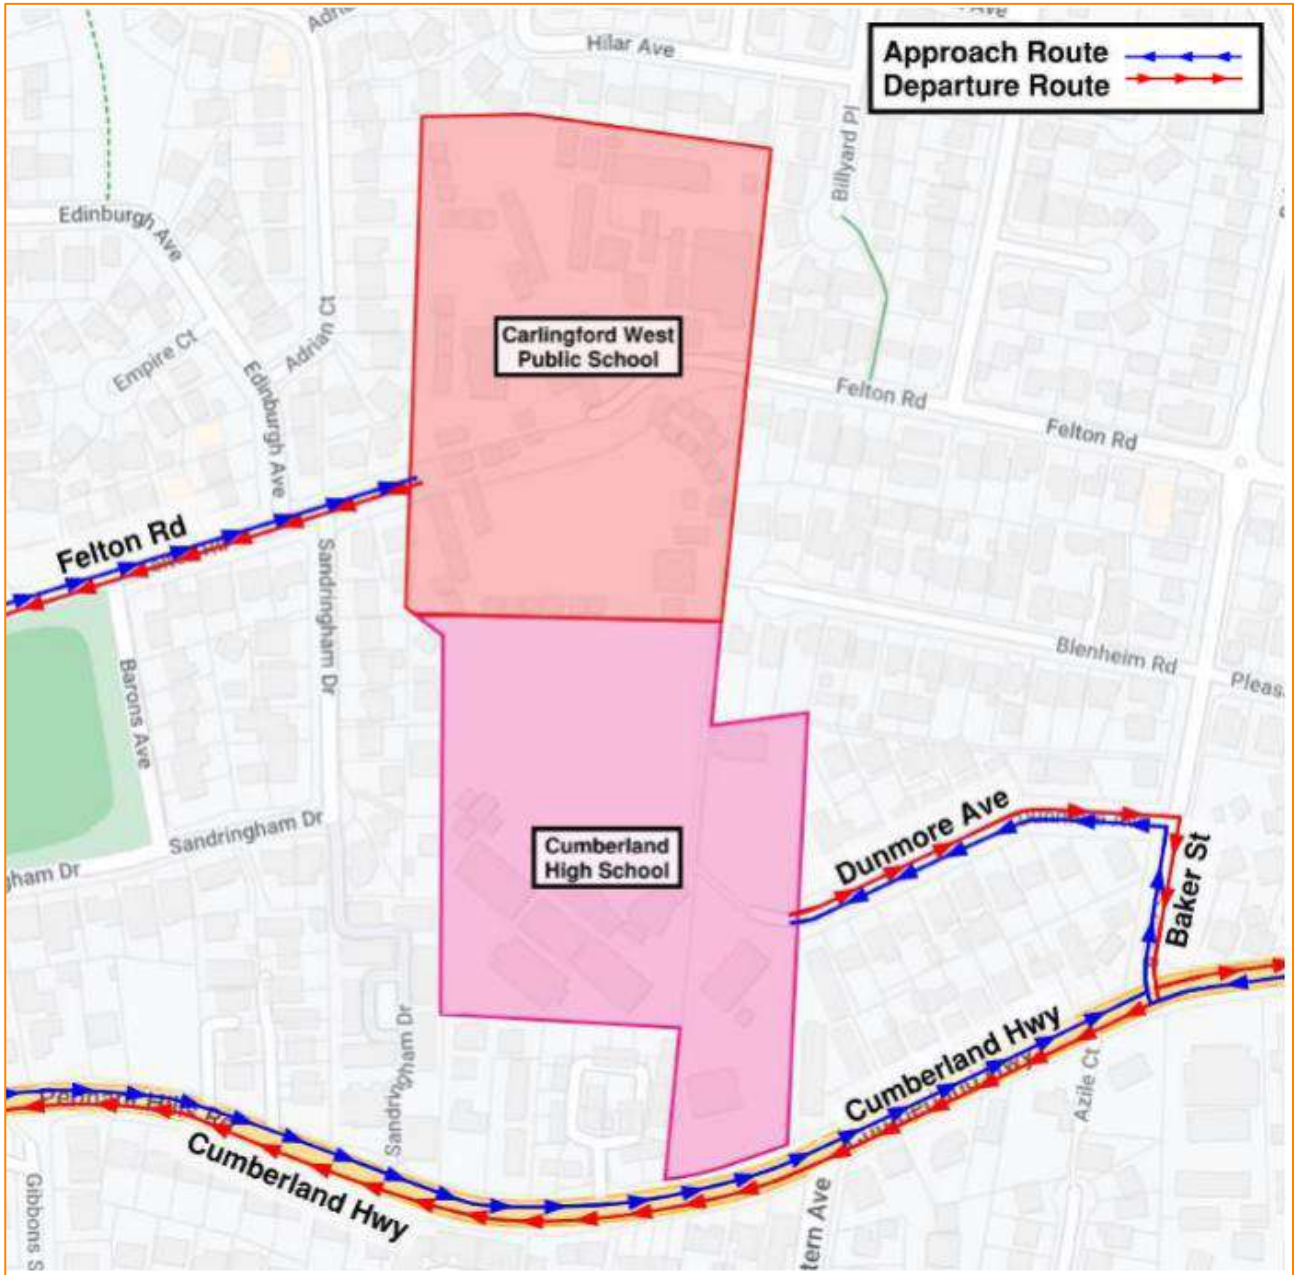 Hilar Ave
Approach Route
Departure Route
Billyard Pl
Edinburgh Ave
Adrian Ct
Empire Ct
Edinburgh Ave
Carlingford West
Public School
Felton Rd
Felton Rd
Felton Rd
Sandringham Dr
Barons Ave
Blenheim Rd
Sandringham Dr
Cumberland
High School
Dunmore Ave
Baker St
Sandringham Dr
Cumberland Hwy
Azile Ct
Cumberland Hwy